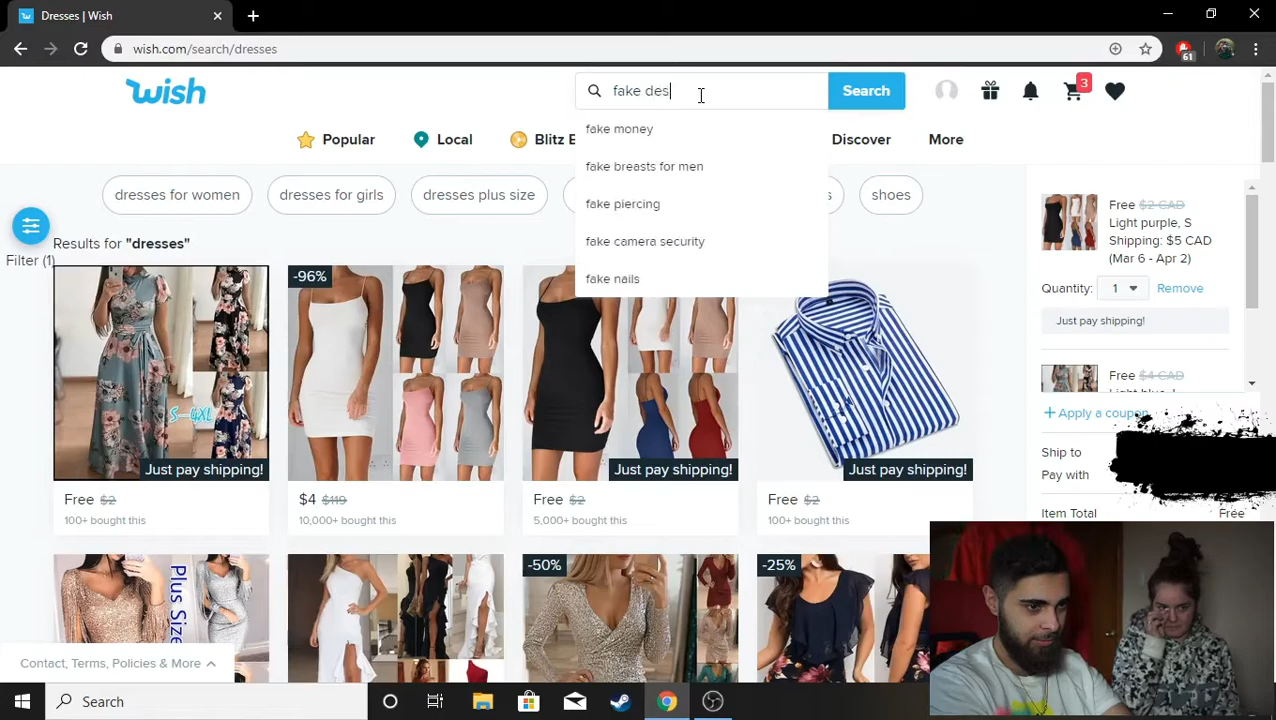 Dresses | Wish
wish.com/search/dresses
61
wish
fake des
Search
3
Popular
Local
Blitz B
Discover
More
fake money
fake breasts for men
fake piercing
fake camera security
fake nails
dresses for women
dresses for girls
dresses plus size
shoes
Filter (1)
Results for "dresses"
S-4XL
Just pay shipping!
Free $2
100+ bought this
-96%
$4 $119
10,000+ bought this
Just pay shipping!
Free $2
5,000+ bought this
Just pay shipping!
Free $2
100+ bought this
Plus Size
-50%
-25%
Free $2 CAD
Light purple, S
Shipping: $5 CAD
(Mar 6 - Apr 2)
Quantity: 1 Remove
Just pay shipping!
Free $4 CAD
+ Apply a coupon
Ship to
Pay with
Item Total Free
Contact, Terms, Policies & More
Search